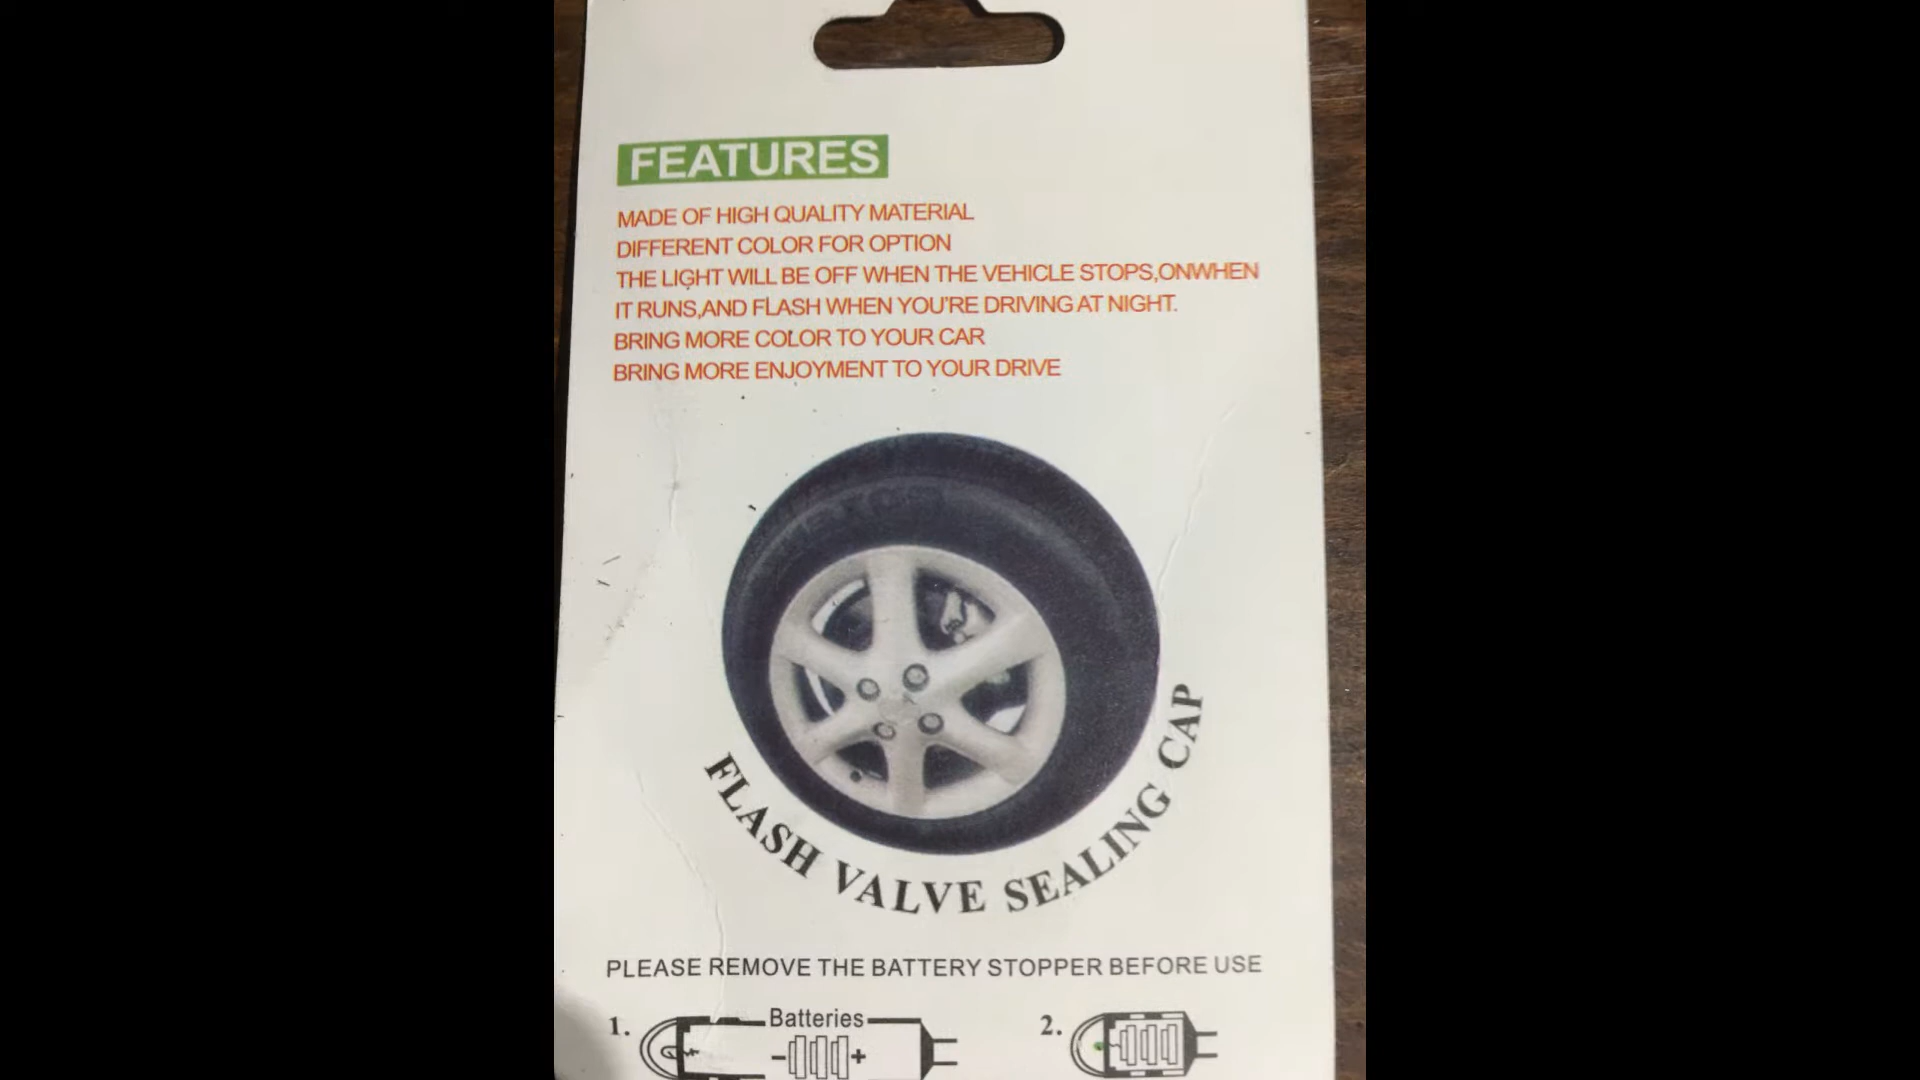 FEATURES
MADE OF HIGH QUALITY MATERIAL
DIFFERENT COLOR FOR OPTION
THE LIGHT WILL BE OFF WHEN THE VEHICLE STOPS,ONWHEN
IT RUNS,AND FLASH WHEN YOU'RE DRIVING AT NIGHT.
BRING MORE COLOR TO YOUR CAR
BRING MORE ENJOYMENT TO YOUR DRIVE
FLASH VALVE SEALING CAP
PLEASE REMOVE THE BATTERY STOPPER BEFORE USE
1. Batteries 2.
- +